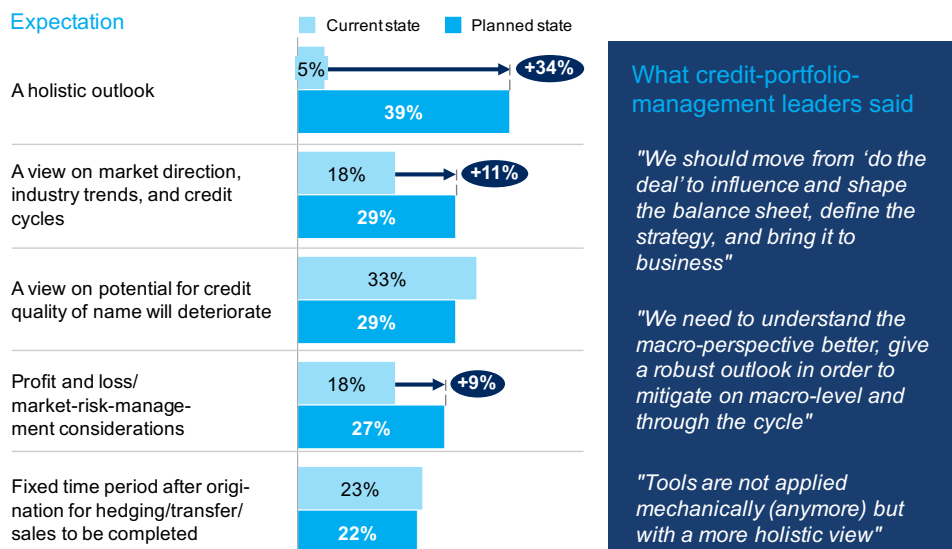 Expectation
Current state
Planned state
A holistic outlook
5%
+34%
39%
A view on market direction,
industry trends, and credit
cycles
18%
+11%
29%
A view on potential for credit
quality of name will deteriorate
33%
29%
Profit and loss/
market-risk-manage-
ment considerations
18%
+9%
27%
Fixed time period after origi-
nation for hedging/transfer/
sales to be completed
23%
22%
What credit-portfolio-
management leaders said
"We should move from ‘do the
deal’ to influence and shape
the balance sheet, define the
strategy, and bring it to
business"
"We need to understand the
macro-perspective better, give
a robust outlook in order to
mitigate on macro-level and
through the cycle"
"Tools are not applied
mechanically (anymore) but
with a more holistic view"